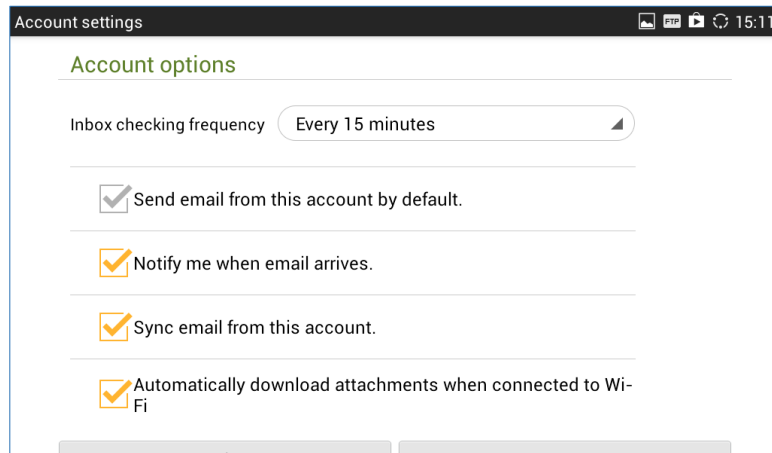 Account settings FTP 15:11
Account options
Inbox checking frequency Every 15 minutes
Send email from this account by default.
Notify me when email arrives.
Sync email from this account.
Automatically download attachments when connected to Wi-
Fi